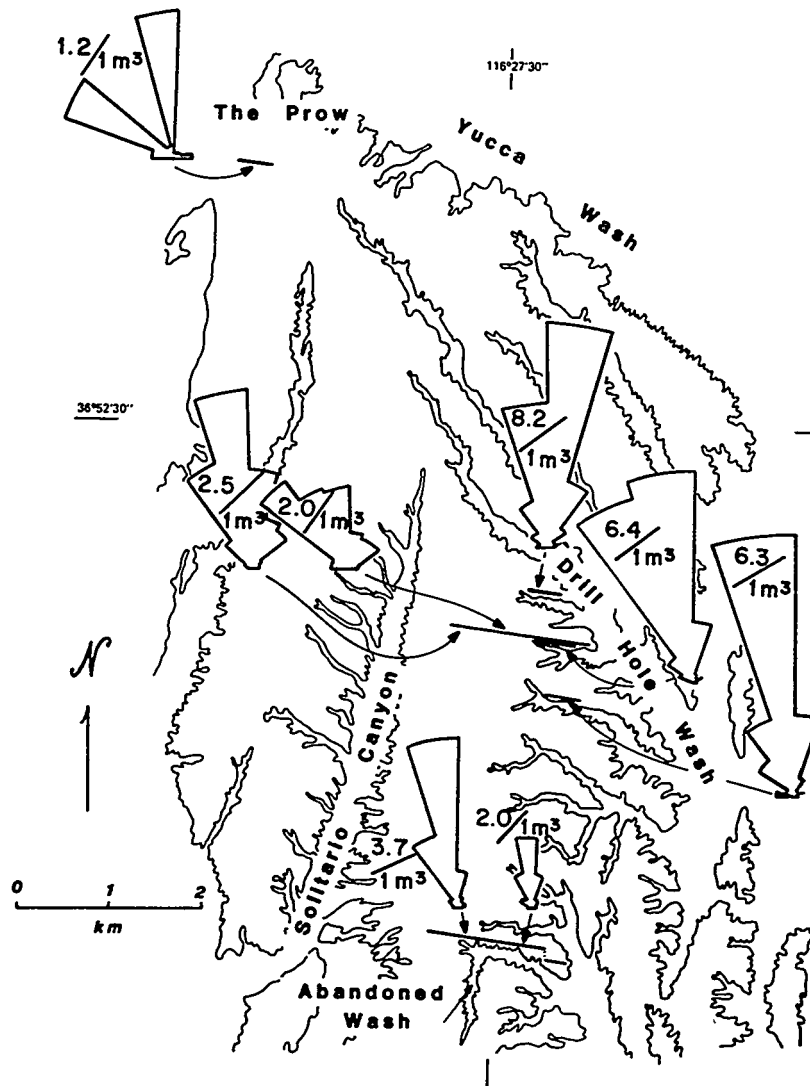 1.2/1m³
116°27'30"
The Prow
Yucca
Wash
36°52'30"
8.2/1m³
2.5/1m³
2.0/1m³
6.4/1m³
6.3/1m³
Drill
Hole
Wash
N
Solitario Canyon
3.7/1m³
2.0/1m³
0 1 2
km
Abandoned
Wash